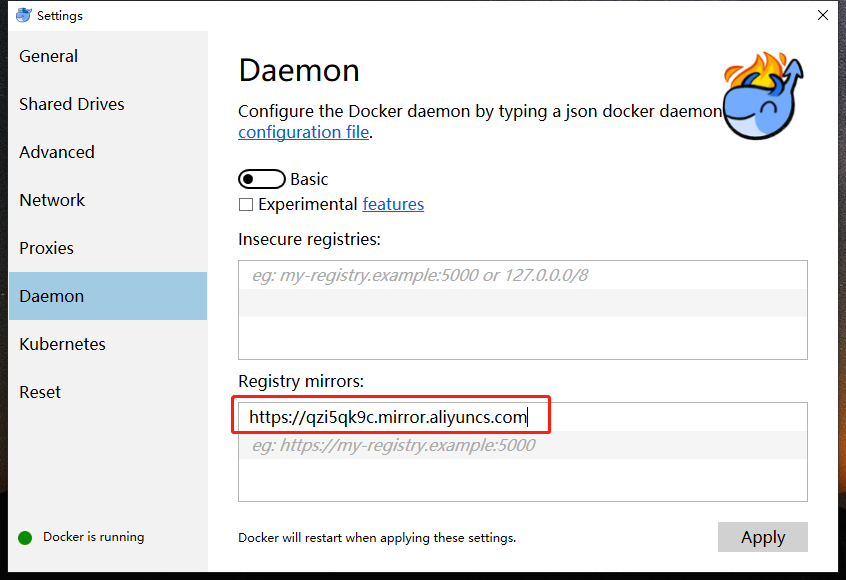 Settings
General
Shared Drives
Advanced
Network
Proxies
Daemon
Kubernetes
Reset
Docker is running
Daemon
Configure the Docker daemon by typing a json docker daemon
configuration file.
Basic
Experimental features
Insecure registries:
eg: my-registry.example:5000 or 127.0.0.0/8
Registry mirrors:
https://qzi5qk9c.mirror.aliyuncs.com
eg: https://my-registry.example:5000
Docker will restart when applying these settings.
Apply